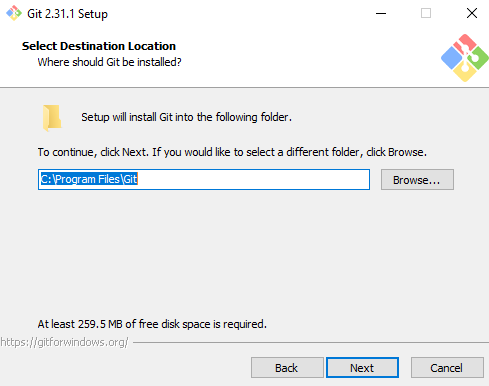 Git 2.31.1 Setup
Select Destination Location
Where should Git be installed?
Setup will install Git into the following folder.
To continue, click Next. If you would like to select a different folder, click Browse.
C:\Program Files\Git
Browse...
At least 259.5 MB of free disk space is required.
https://gitforwindows.org/
Back
Next
Cancel